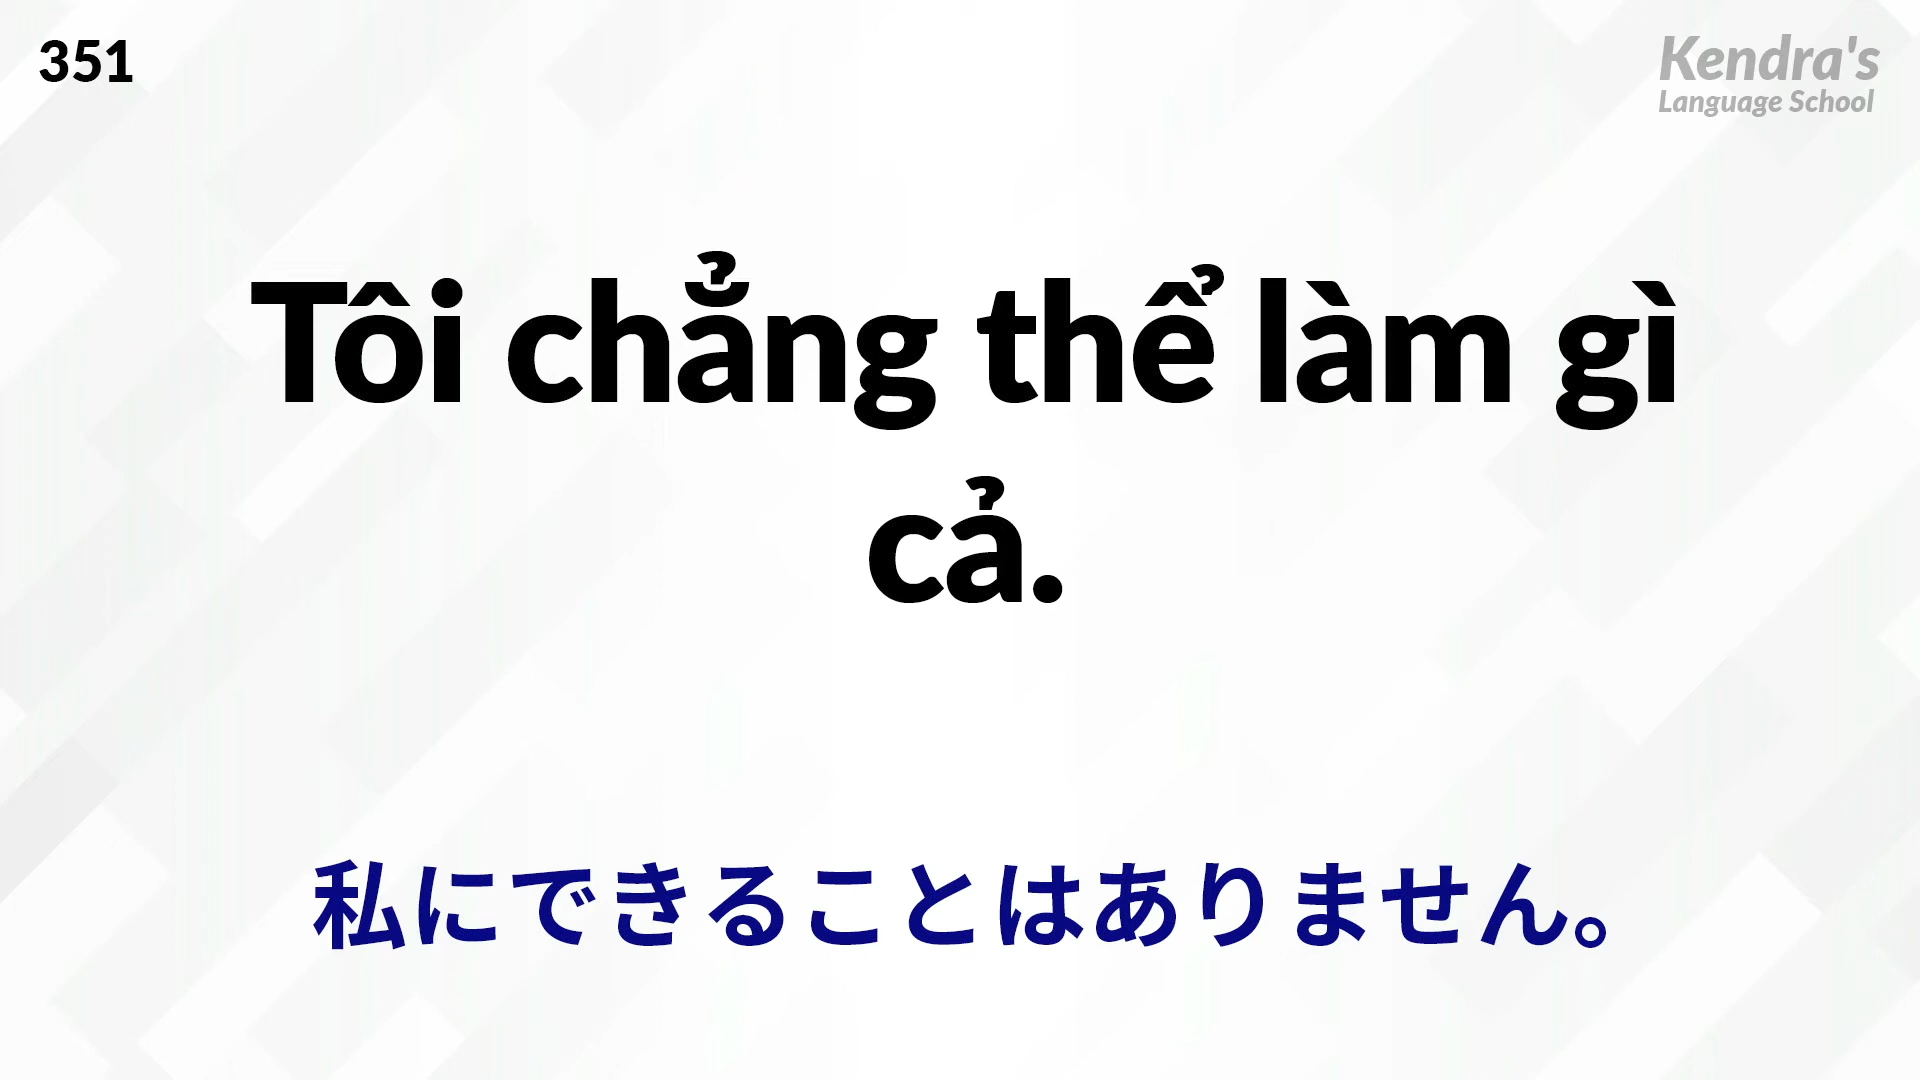 351
Kendra's
Language School
Tôi chẳng thể làm gì
cả.
私にできることはありません。